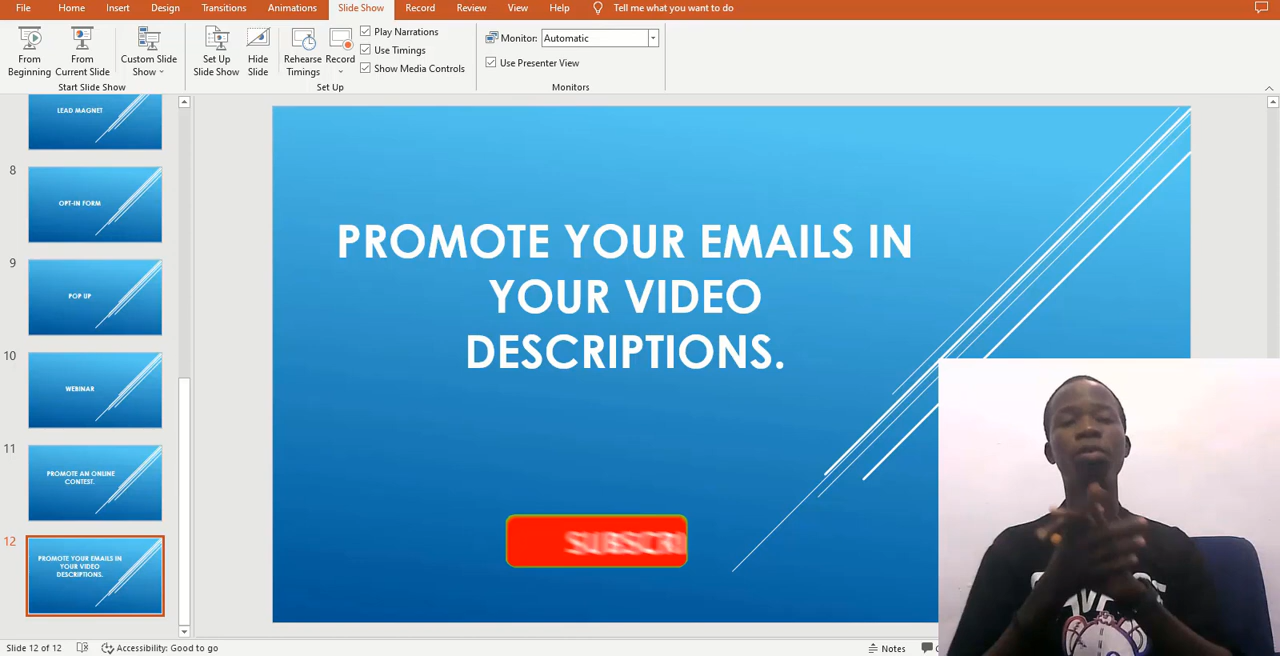 File Home Insert Design Transitions Animations Slide Show Record Review View Help Tell me what you want to do
From Beginning
From Current Slide
Custom Slide Show
Set Up Slide Show
Hide Slide
Rehearse Timings
Record
Play Narrations
Use Timings
Show Media Controls
Monitor: Automatic
Use Presenter View
Start Slide Show
Set Up
Monitors
LEAD MAGNET
8
OPT-IN FORM
9
POP UP
10
WEBINAR
11
PROMOTE AN ONLINE
CONTEST.
12
PROMOTE YOUR EMAILS IN
YOUR VIDEO
DESCRIPTIONS.
PROMOTE YOUR EMAILS IN
YOUR VIDEO
DESCRIPTIONS.
SUBSCRI
Slide 12 of 12 Accessibility: Good to go Notes